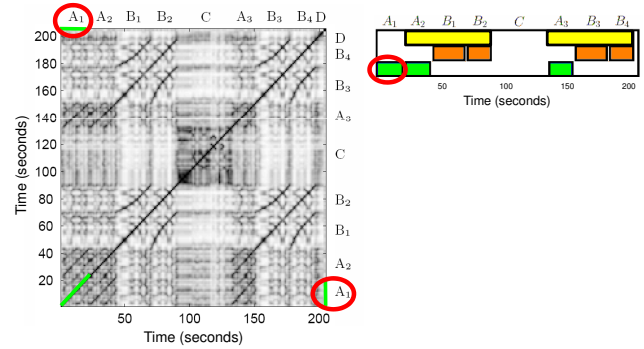 A₁ A₂ B₁ B₂ C A₃ B₃ B₄ D
200
180
160
140
120
100
80
60
40
20
Time (seconds)
D
B₄
B₃
A₃
C
B₂
B₁
A₂
A₁
50 100 150 200
Time (seconds)
A₁ A₂ B₁ B₂ C A₃ B₃ B₄
50 100 150 200
Time (seconds)